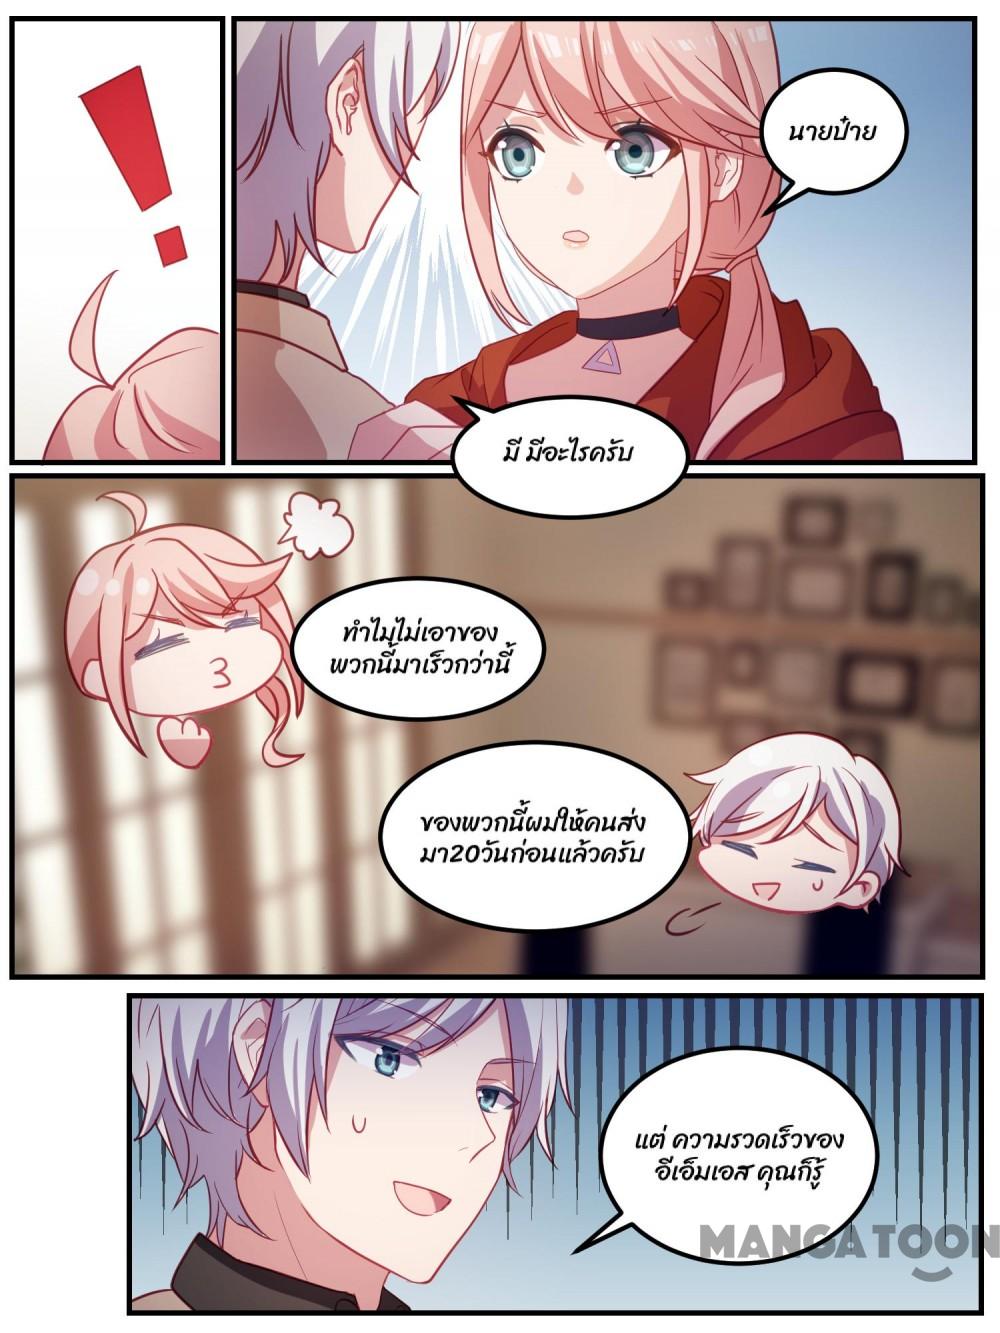 นายป๋าย
มี มีอะไรครับ
ทำไมไม่เอาของ
พวกนี้มาเร็วกว่านี้
ของพวกนี้ผมให้คนส่ง
มา20วันก่อนแล้วครับ
แต่ ความรวดเร็วของ
อีเอ็มเอส คุณก็รู้
MANGATOON